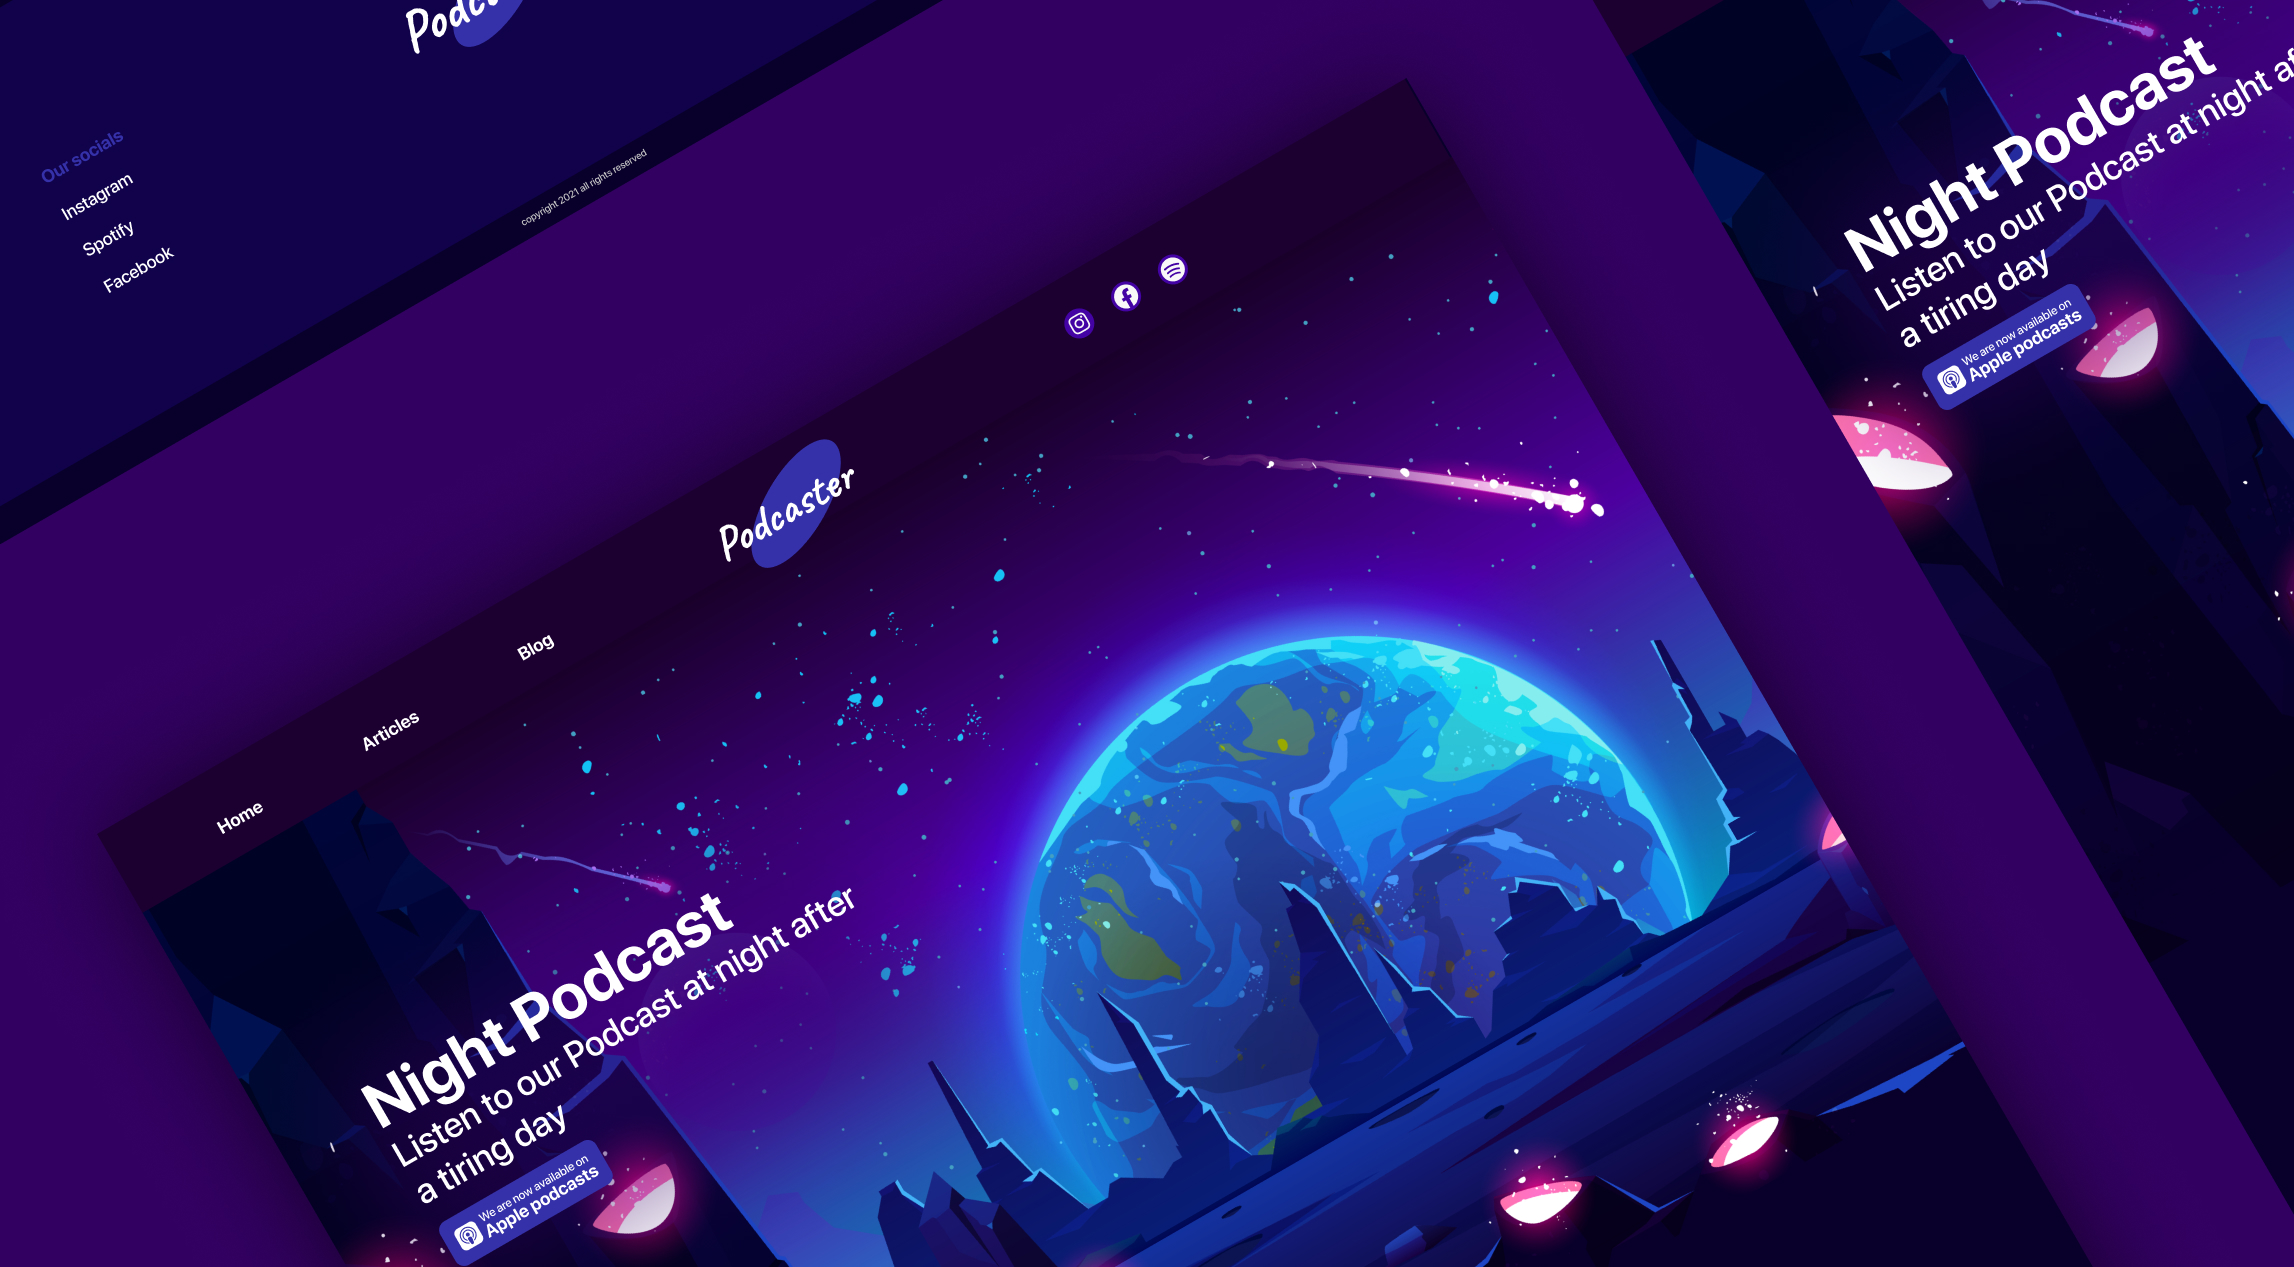 Podc
Our socials
Instagram
Spotify
Facebook
copyright 2021 all rights reserved
Home
Articles
Blog
Podcaster
Night Podcast
Listen to our Podcast at night after
a tiring day
We are now available on
Apple podcasts
Night Podcast
Listen to our Podcast at night af
a tiring day
We are now available on
Apple podcasts